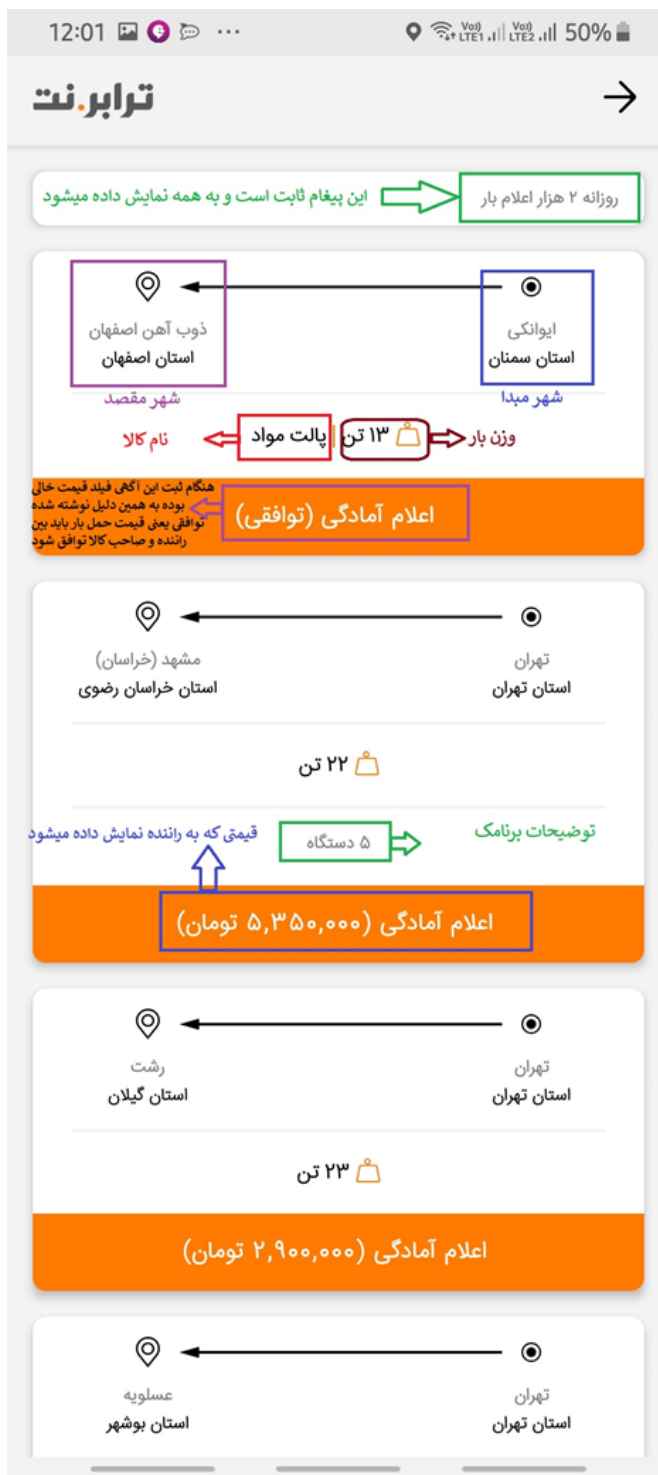 12:01 ... Vo)) LTE1 Vo)) LTE2 50%
ترابر.نت
روزانه ۲ هزار اعلام بار
این پیغام ثابت است و به همه نمایش داده میشود
ایوانکی
ذوب آهن اصفهان
استان سمنان
استان اصفهان
شهر مبدا
شهر مقصد
وزن بار
۱۳ تن | پالت مواد
نام کالا
اعلام آمادگی (توافقی)
هنگام ثبت این آگهی فیلد قیمت خالی
بوده به همین دلیل نوشته شده
توافقی یعنی قیمت حمل بار باید بین
راننده و صاحب کالا توافق شود
تهران
مشهد (خراسان)
استان تهران
استان خراسان رضوی
۲۲ تن
توضیحات برنامک
۵ دستگاه
قیمتی که به راننده نمایش داده میشود
اعلام آمادگی (۵,۳۵۰,۰۰۰ تومان)
تهران
رشت
استان تهران
استان گیلان
۲۳ تن
اعلام آمادگی (۲,۹۰۰,۰۰۰ تومان)
تهران
عسلویه
استان تهران
استان بوشهر